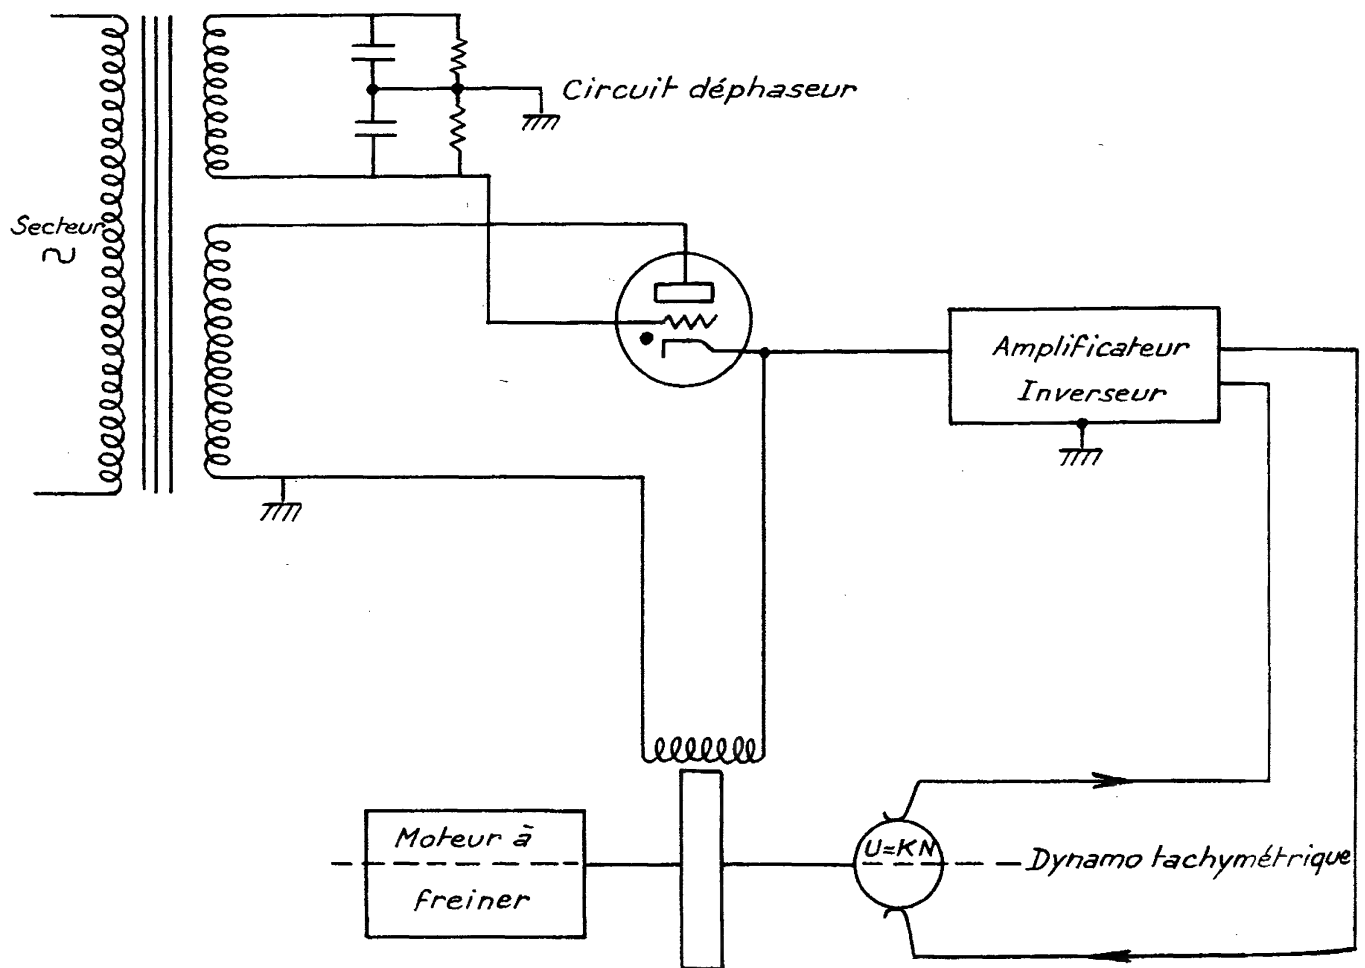 Circuit déphaseur
Secteur
Amplificateur
Inverseur
Moteur à
freiner
U=KN
Dynamo tachymétrique